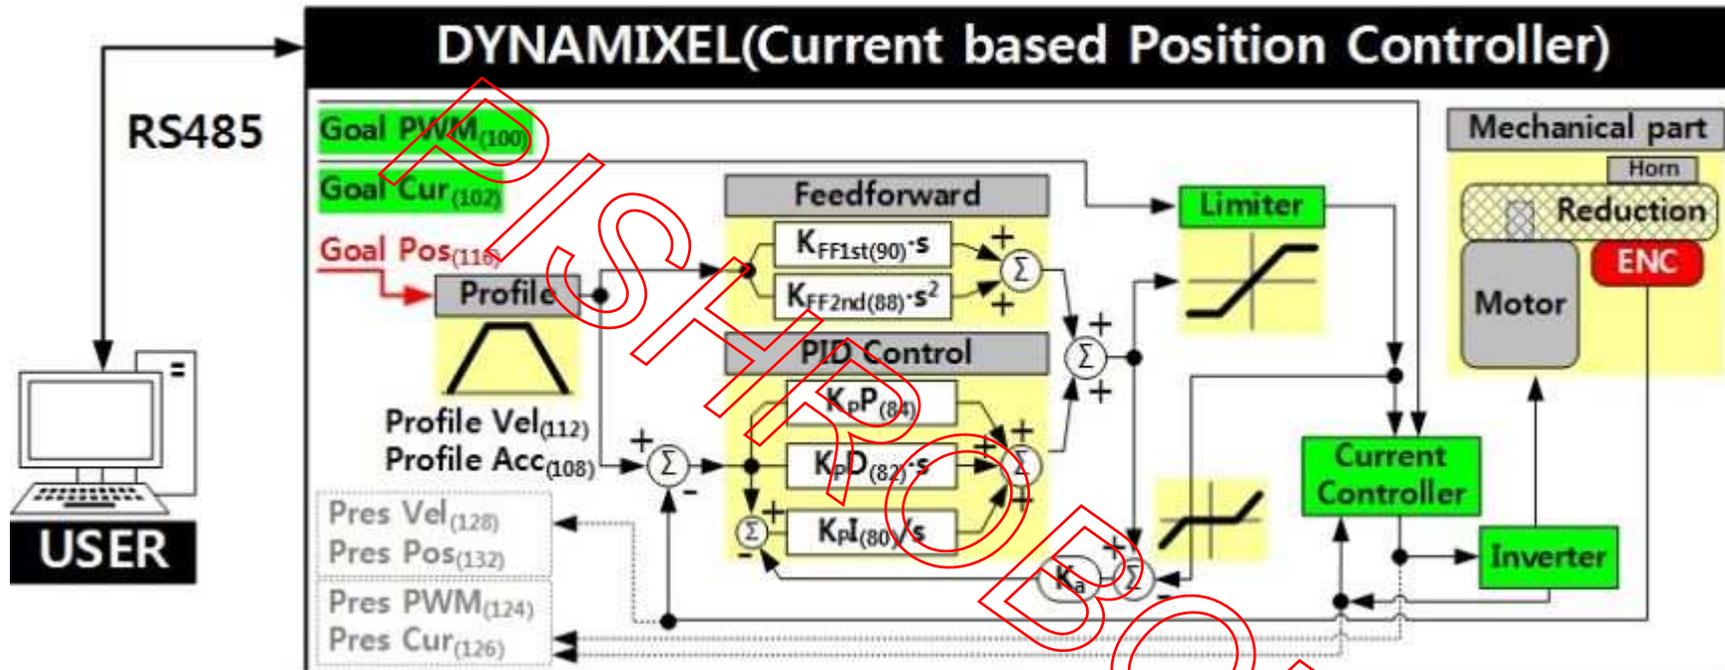 DYNAMIXEL(Current based Position Controller)
RS485
Goal PWM(100)
Goal Cur(102)
Goal Pos(116)
Profile
Profile Vel(112)
Profile Acc(108)
Feedforward
KFF1st(90)·s
KFF2nd(88)·s²
+
+
Σ
PID Control
KPP(84)
KPD(82)·s
KPI(80)/s
+
Σ
-
+
Σ
-
+
+
+
Σ
+
Σ
+
Limiter
Ka
+
Σ
-
Mechanical part
Horn
Reduction
ENC
Motor
Current
Controller
Inverter
Pres Vel(128)
Pres Pos(132)
Pres PWM(124)
Pres Cur(126)
USER